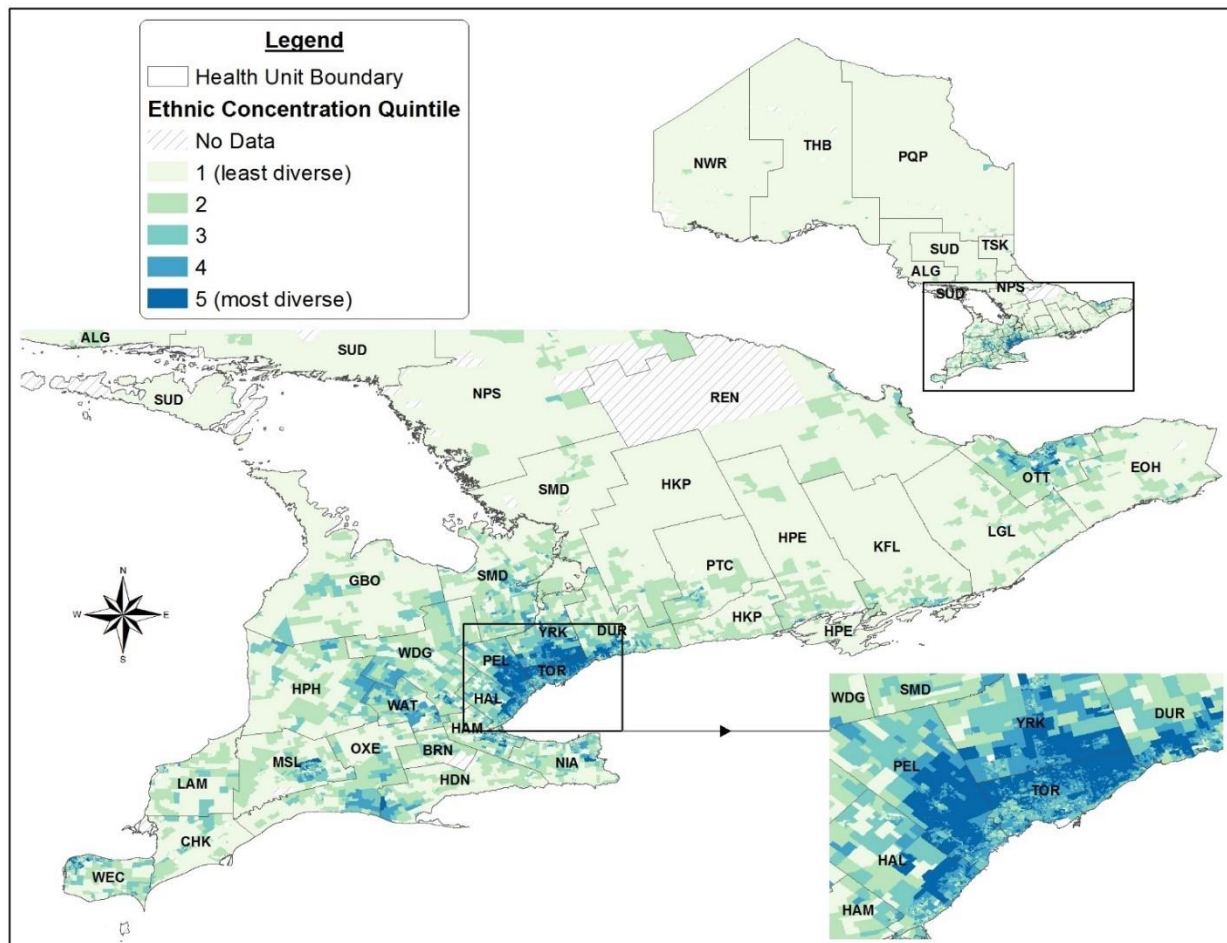 Legend
Health Unit Boundary
Ethnic Concentration Quintile
No Data
1 (least diverse)
2
3
4
5 (most diverse)
NWR
THB
PQP
SUD
TSK
ALG
NPS
SUD
ALG
SUD
SUD
NPS
REN
SMD
HKP
OTT
EOH
HPE
KFL
LGL
PTC
GBO
SMD
HKP
HPE
YRK
DUR
WDG
PEL
TOR
HPH
HAL
WAT
HAM
OXE
BRN
MSL
NIA
LAM
HDN
CHK
WEC
N
W
E
S
WDG
SMD
YRK
DUR
PEL
TOR
HAL
HAM